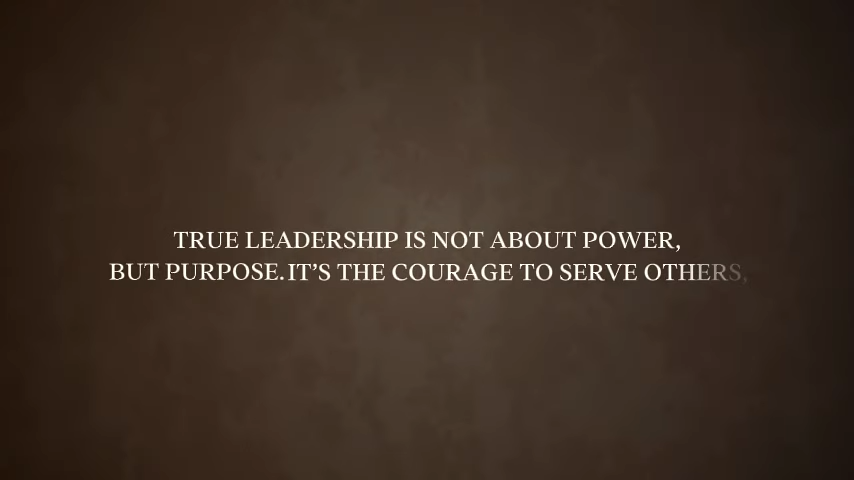 TRUE LEADERSHIP IS NOT ABOUT POWER,
BUT PURPOSE. IT’S THE COURAGE TO SERVE OTHERS,